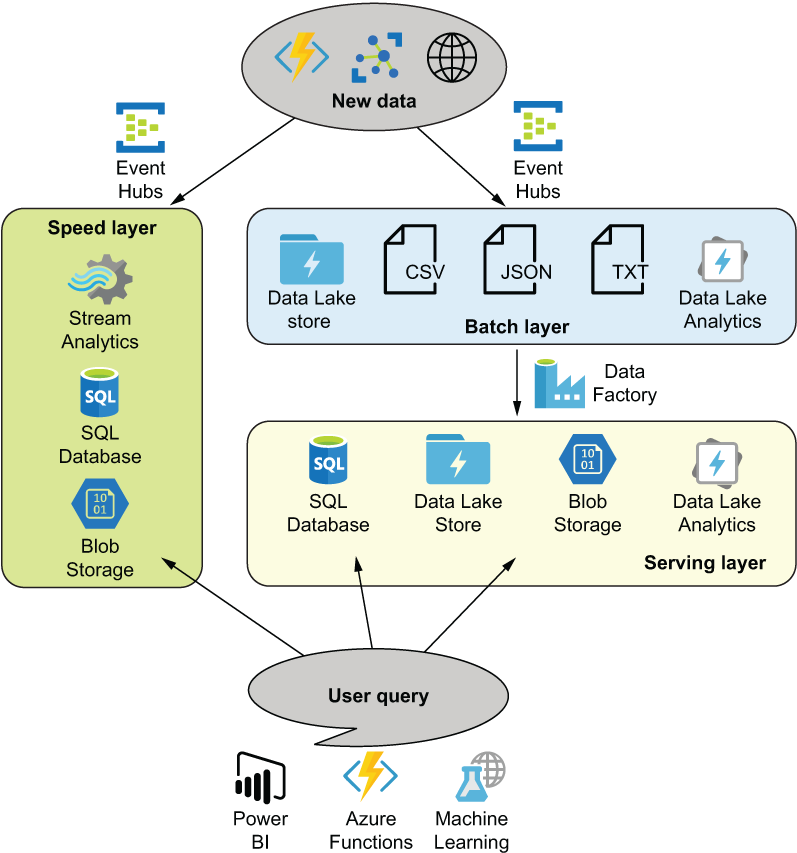 New data
Event
Hubs
Event
Hubs
Speed layer
Stream
Analytics
SQL
SQL
Database
10
01
Blob
Storage
Data Lake
store
CSV
JSON
TXT
Data Lake
Analytics
Batch layer
Data
Factory
SQL
SQL
Database
Data Lake
Store
10
01
Blob
Storage
Data Lake
Analytics
Serving layer
User query
Power
BI
Azure
Functions
Machine
Learning